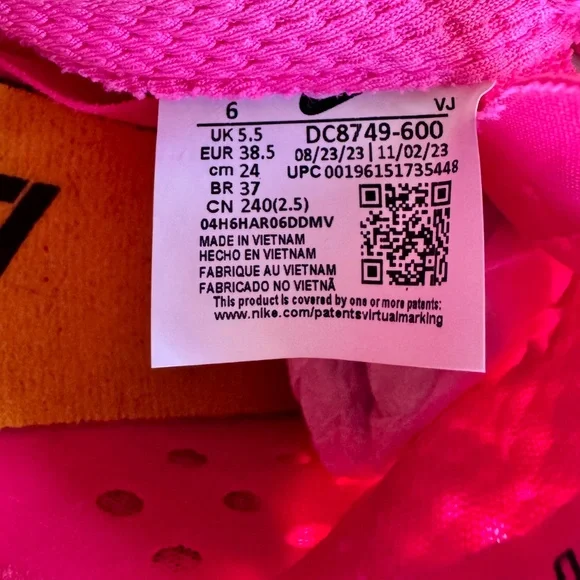 6 VJ
UK 5.5 DC8749-600
EUR 38.5 08/23/23 | 11/02/23
cm 24 UPC 00196151735448
BR 37
CN 240(2.5)
04H6HAR06DDMV
MADE IN VIETNAM
HECHO EN VIETNAM
FABRIQUE AU VIETNAM
FABRICADO NO VIETNÃ
This product is covered by one or more patents:
www.nike.com/patentsvirtualmarking